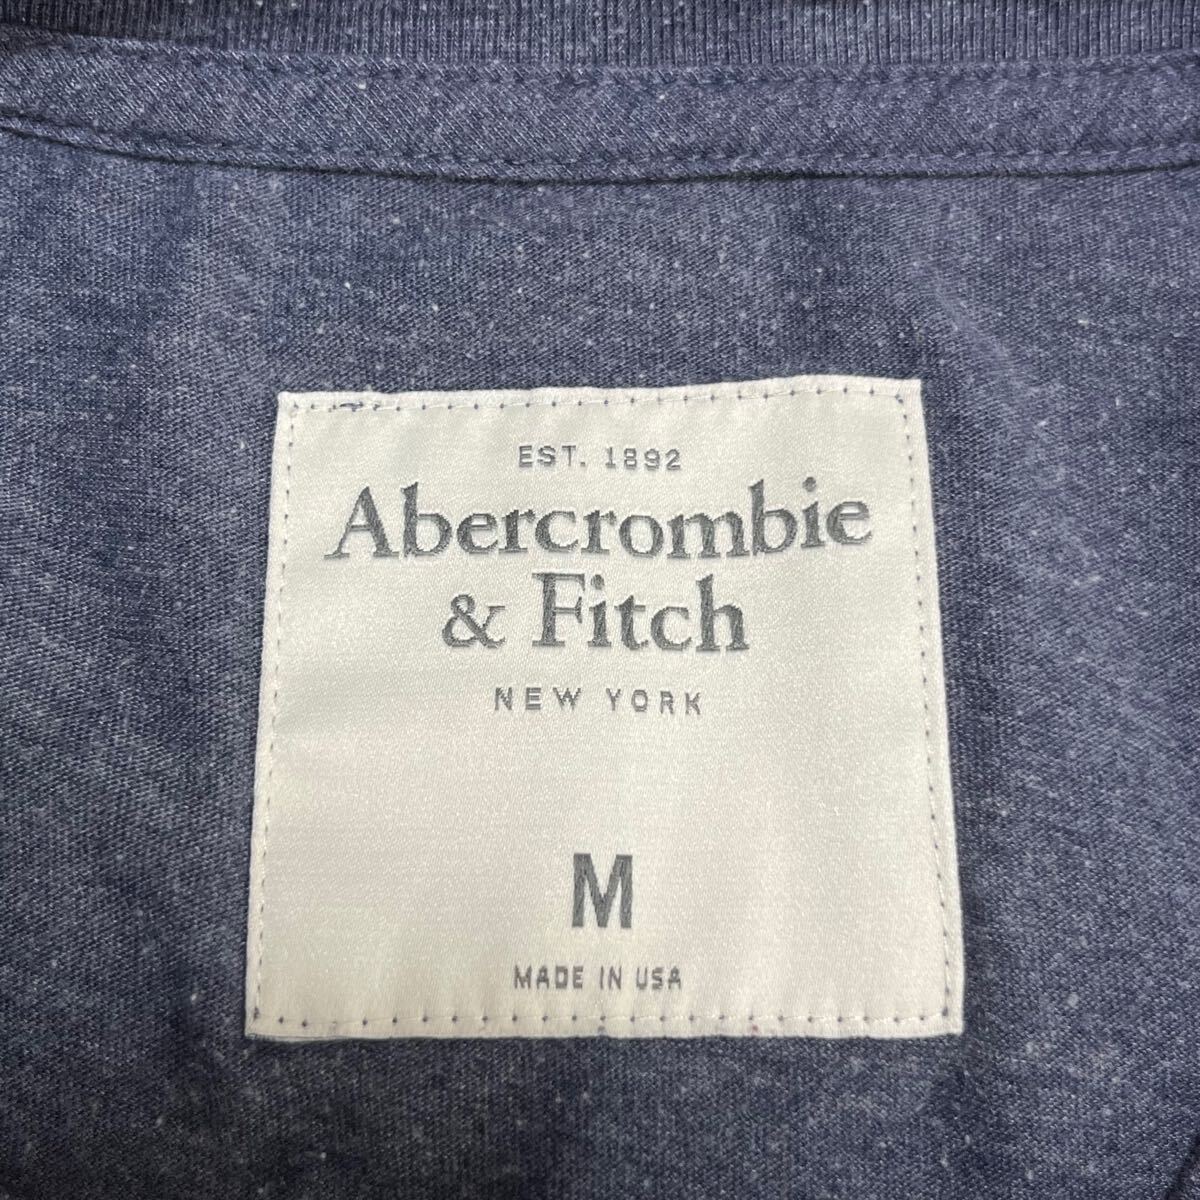 EST. 1892
Abercrombie
& Fitch
NEW YORK
M
MADE IN USA